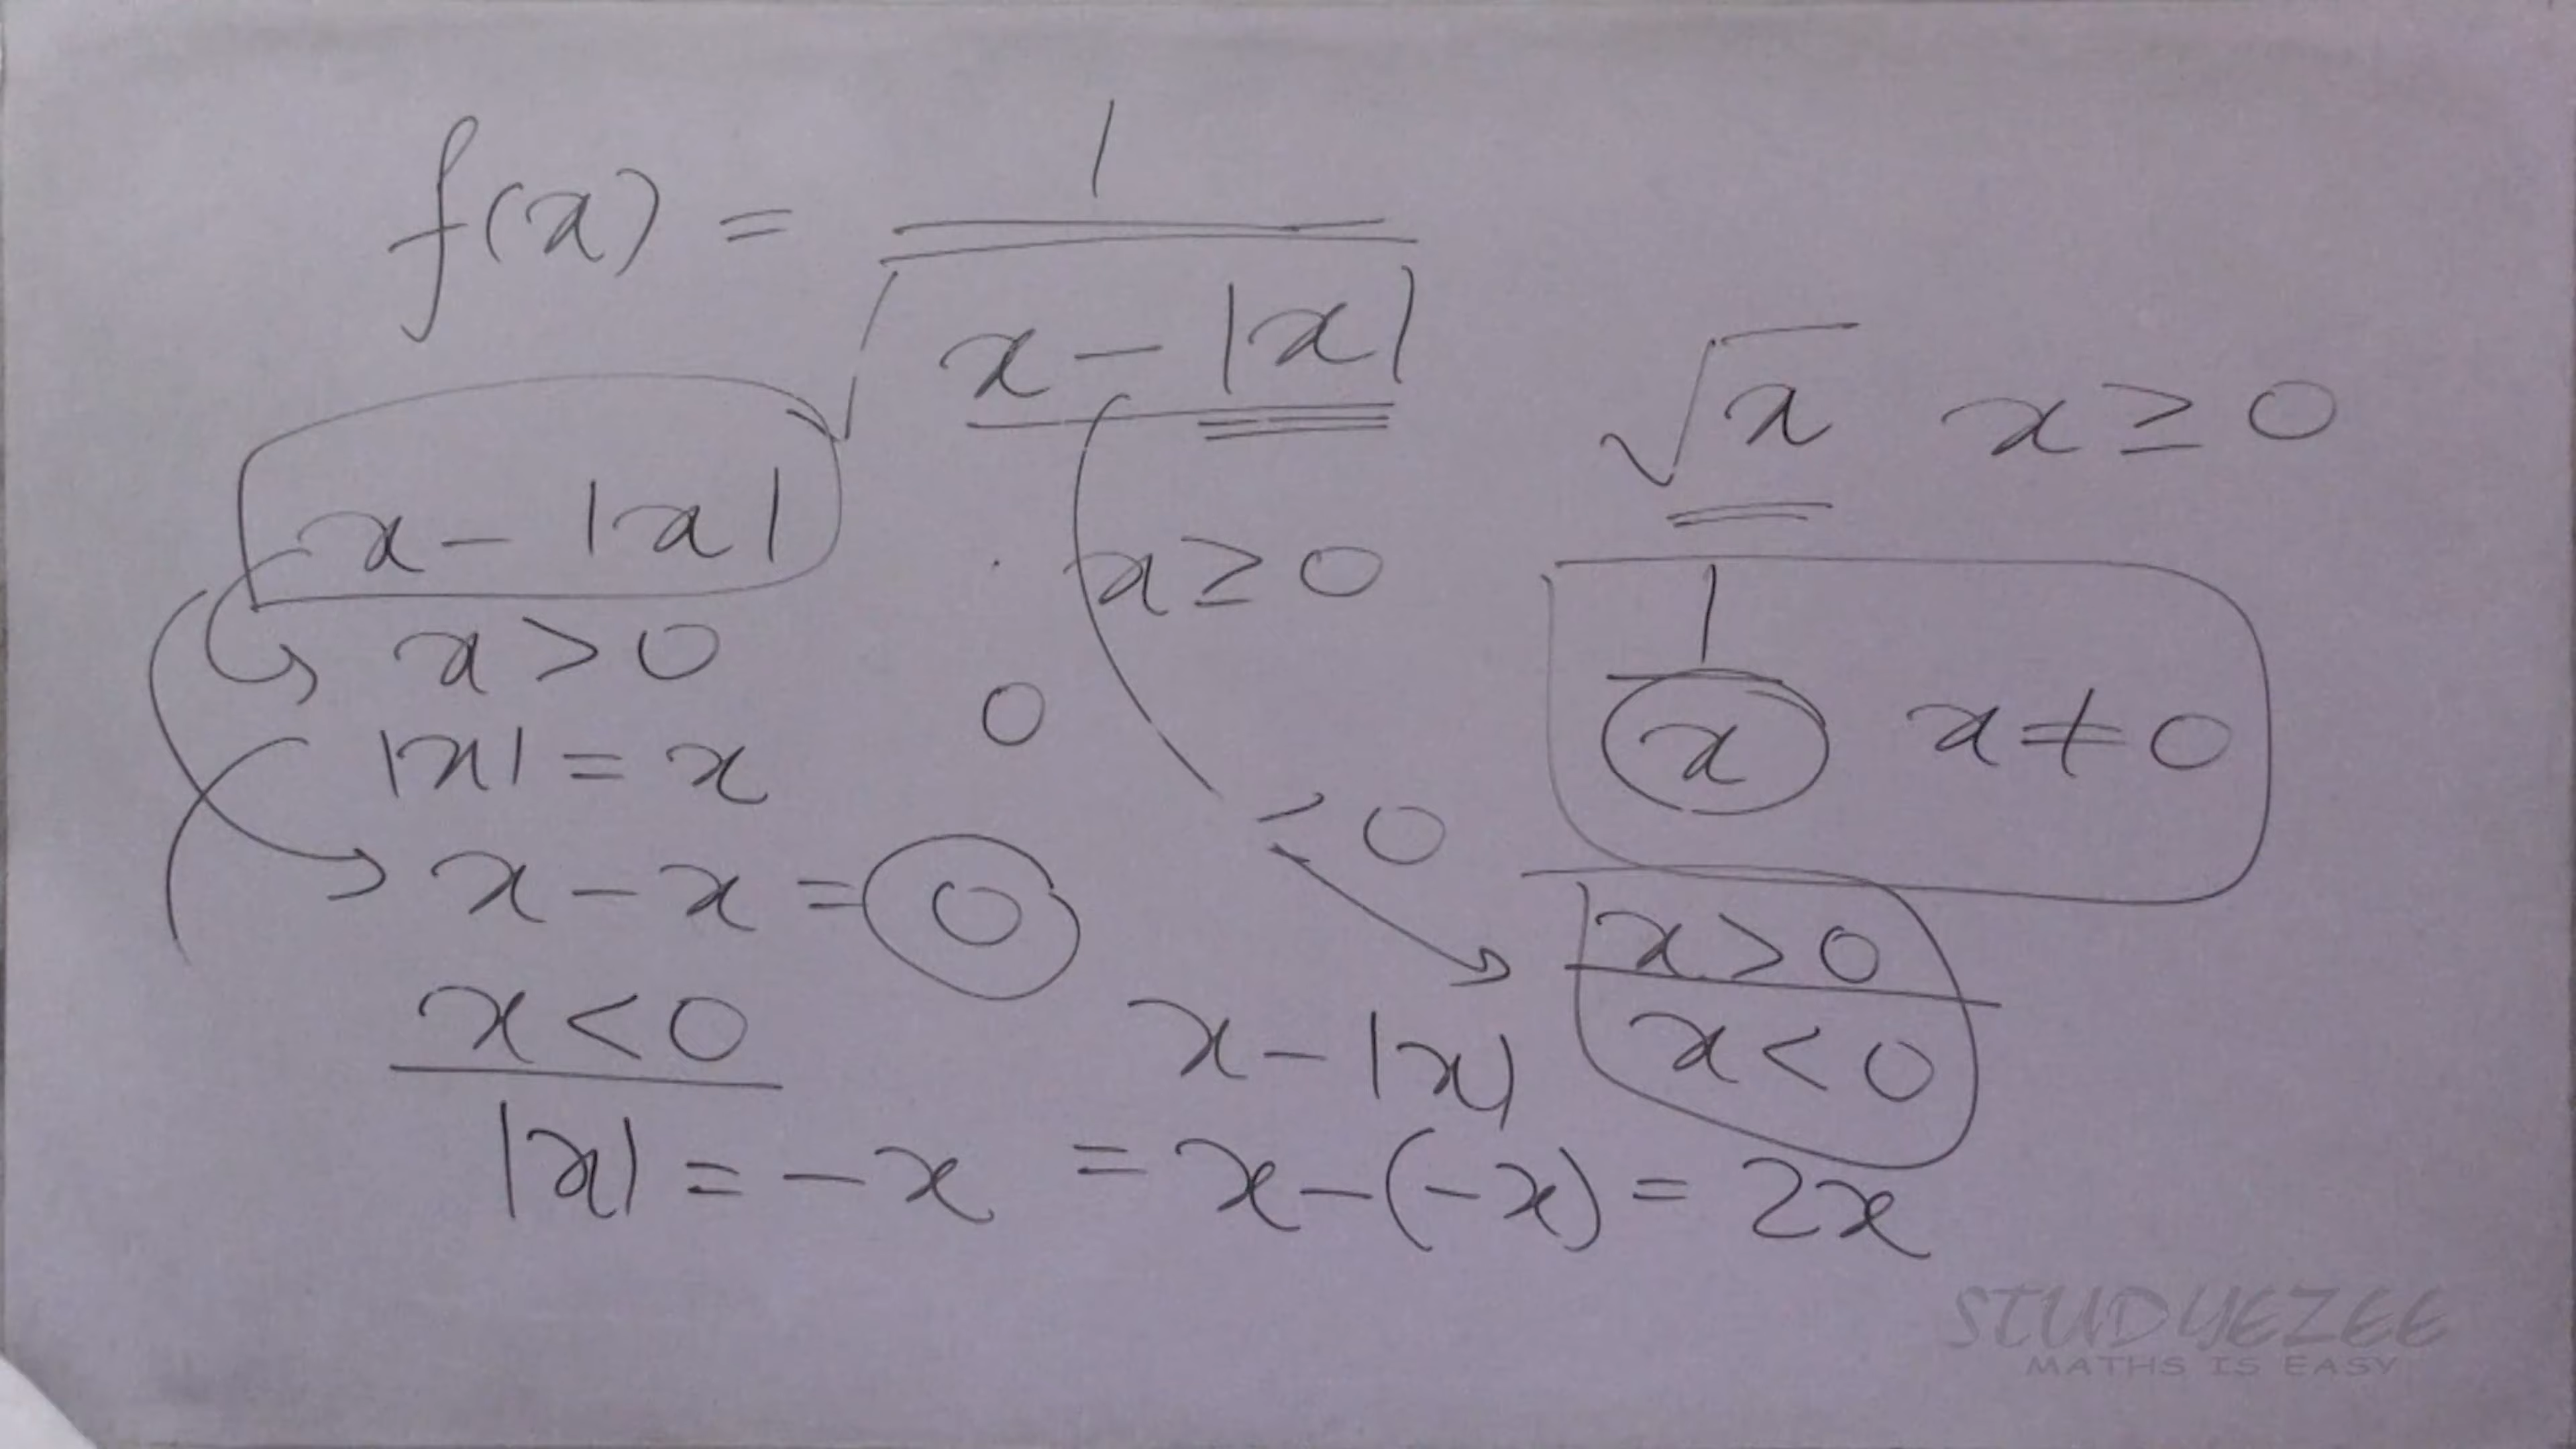 f(x) = 1 / √(x - |x|)
√x x ≥ 0
x - |x|
x ≥ 0
x > 0
1/x x ≠ 0
0
|x| = x
< 0
x - x = 0
x > 0
x < 0
x - |x|
x < 0
|x| = -x = x - (-x) = 2x
STUDYEZEE
MATHS IS EASY